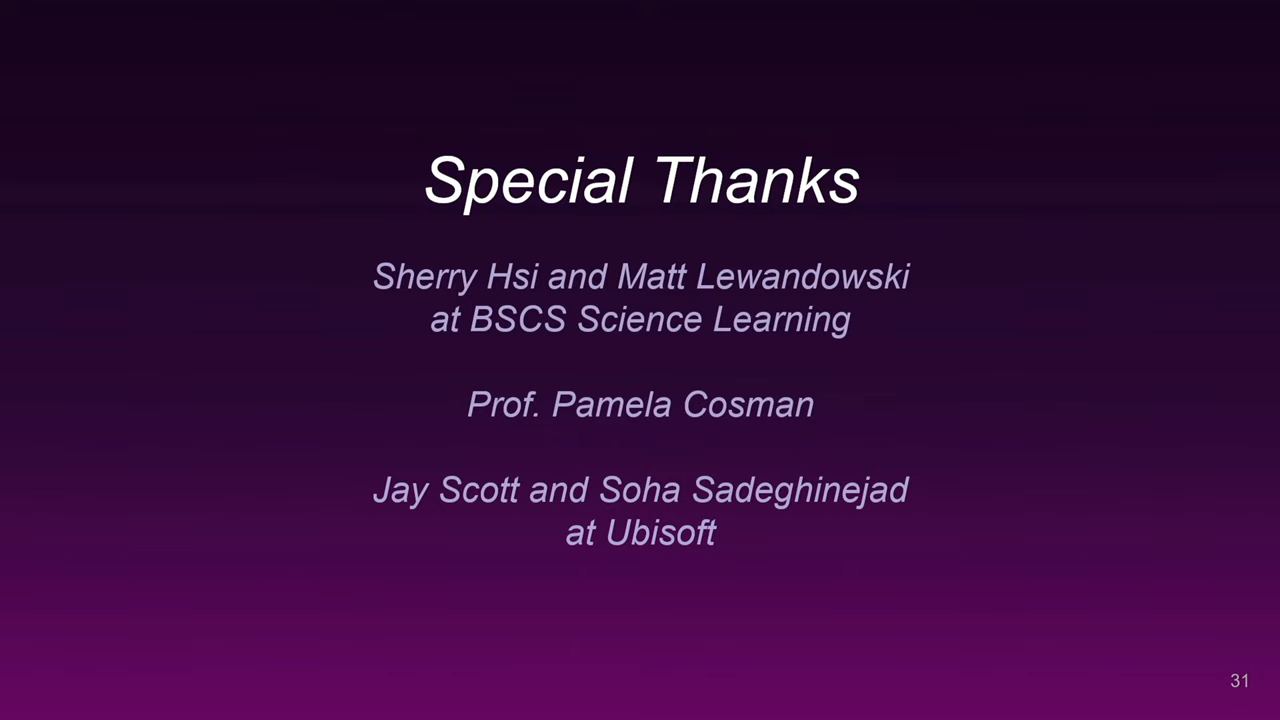 Special Thanks
Sherry Hsi and Matt Lewandowski
at BSCS Science Learning
Prof. Pamela Cosman
Jay Scott and Soha Sadeghinejad
at Ubisoft
31